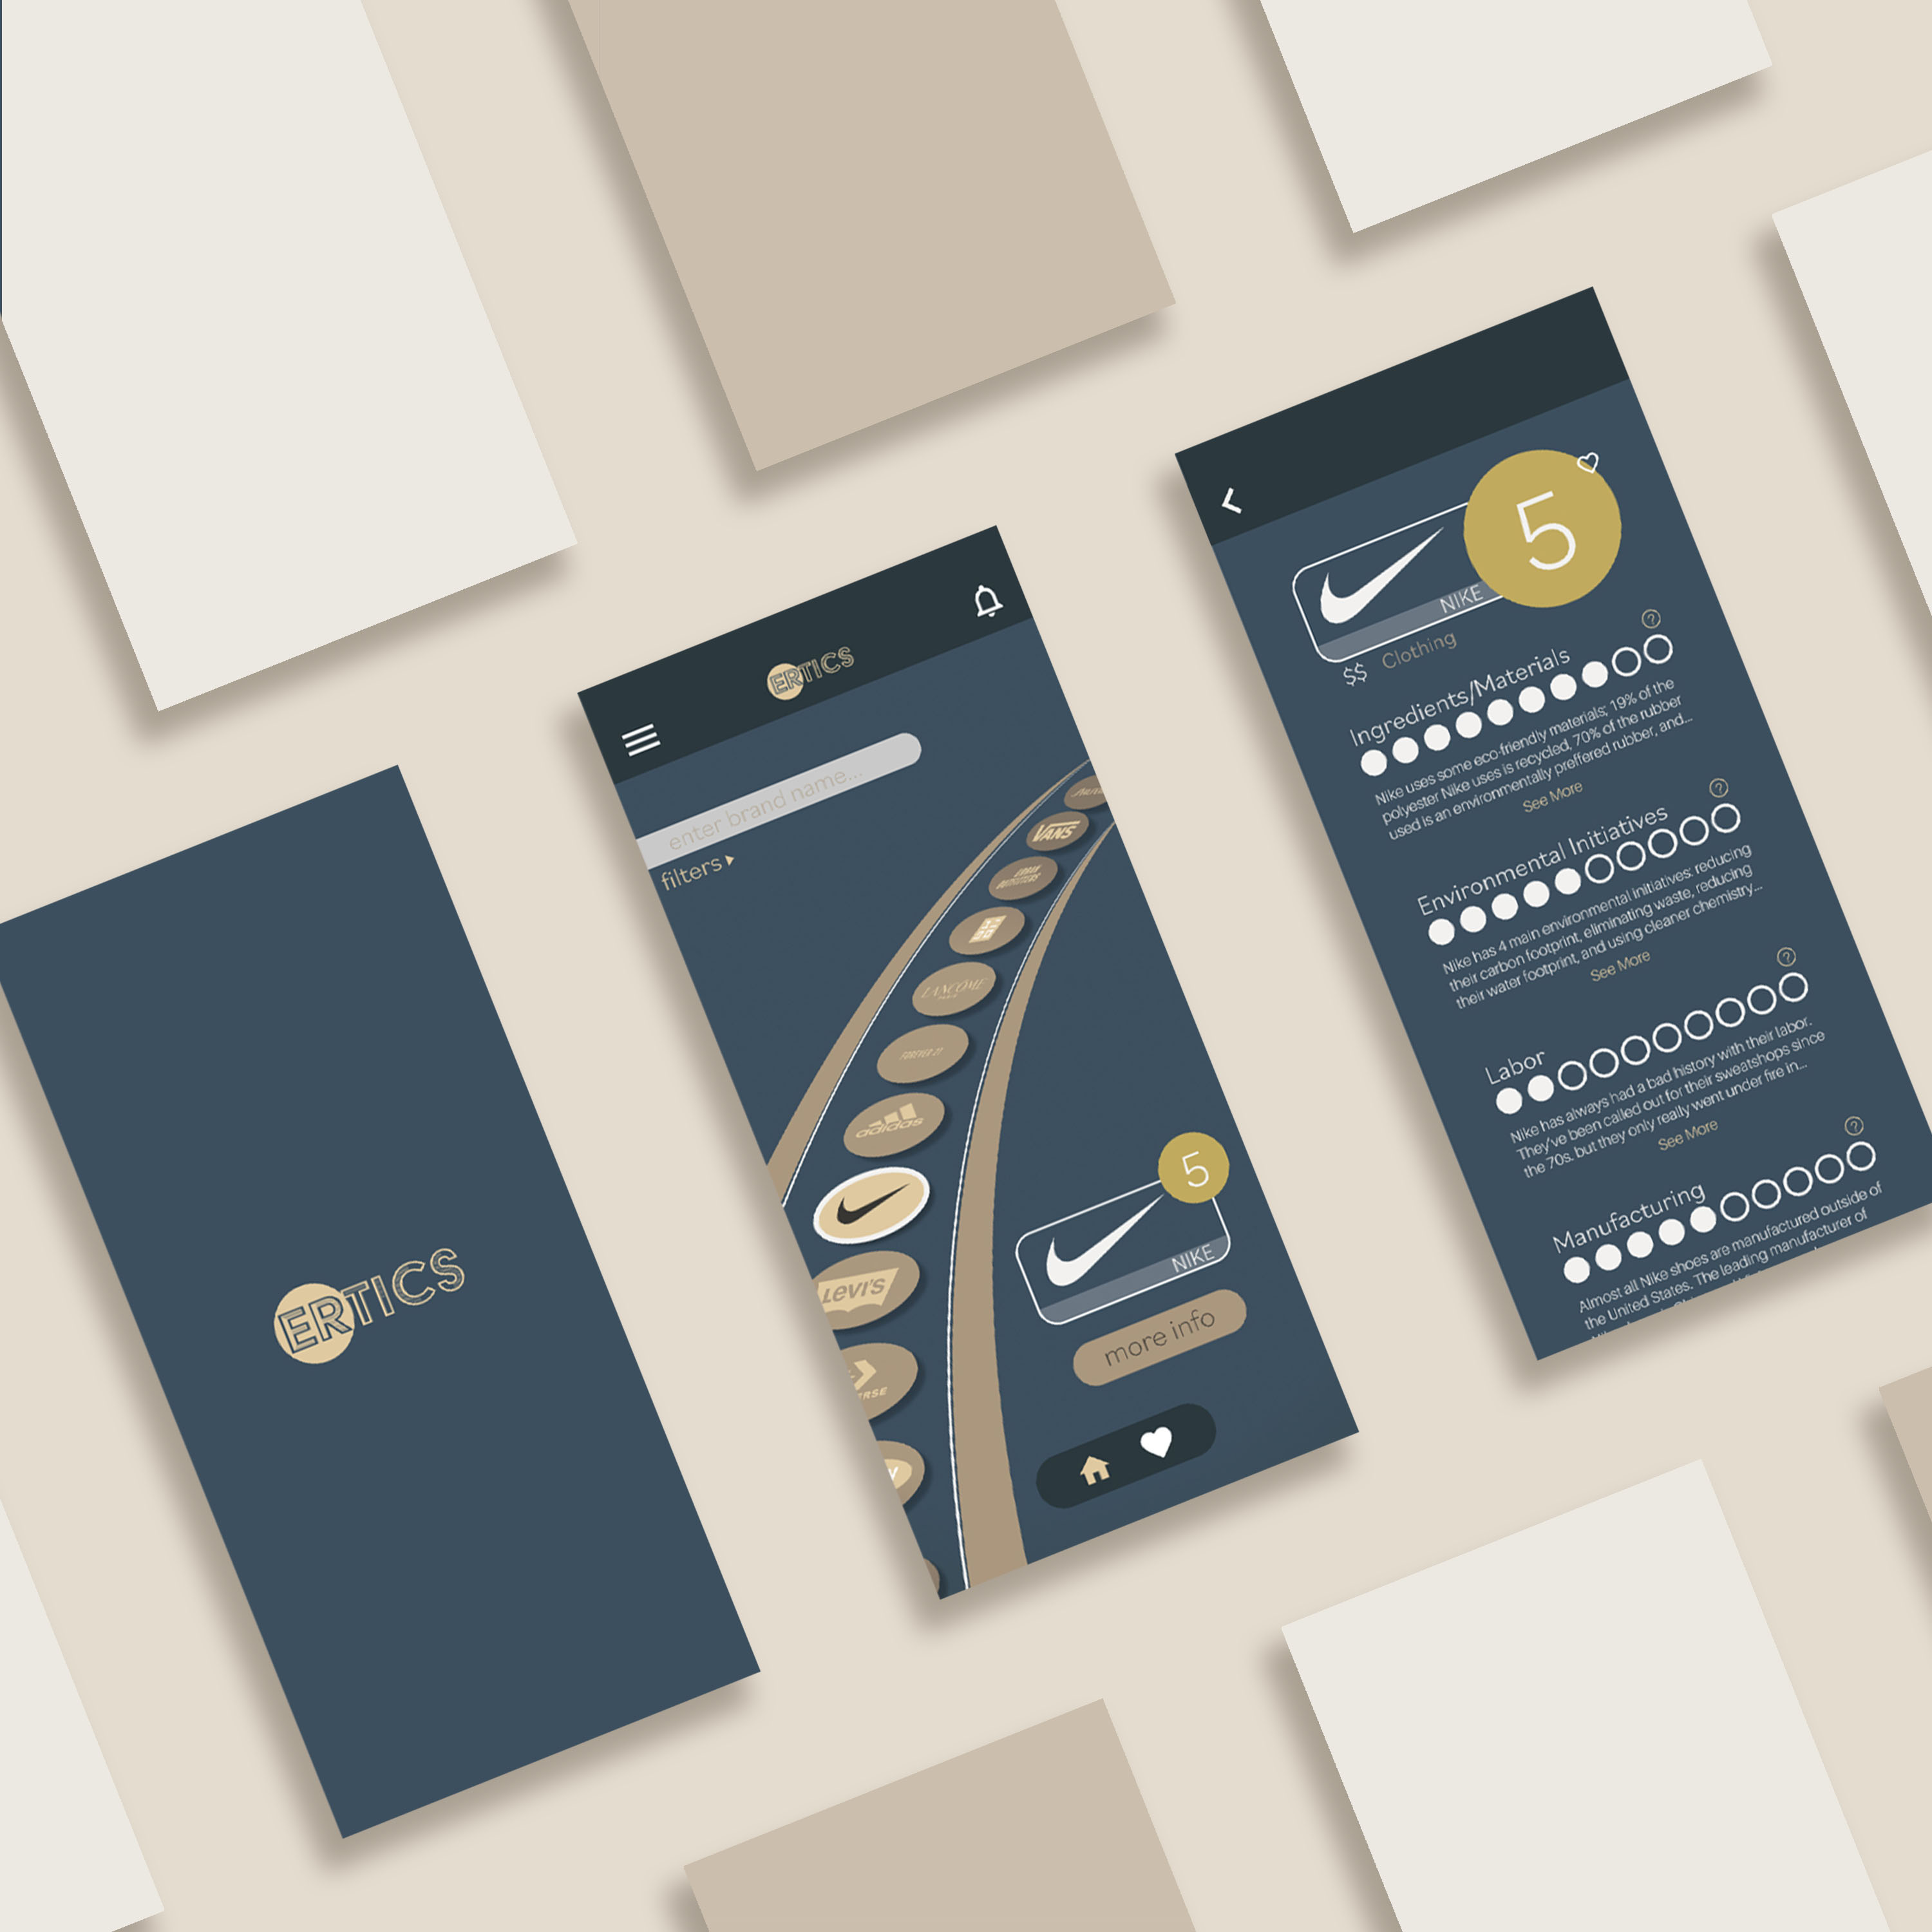 ERTICS
ERTICS
enter brand name...
filters
VANS
LANCÔME
PARIS
FOREVER 21
adidas
LEVI'S
RSE
5
NIKE
more info
5
NIKE
$$ Clothing
Ingredients/Materials
?
Nike uses some eco-friendly materials; 19% of the
polyester Nike uses is recycled, 70% of the rubber
used is an environmentally preffered rubber, and...
See More
Environmental Initiatives
?
Nike has 4 main environmental initiatives: reducing
their carbon footprint, eliminating waste, reducing
their water footprint, and using cleaner chemistry...
See More
Labor
?
Nike has always had a bad history with their labor.
They've been called out for their sweatshops since
the 70s. but they only really went under fire in...
See More
Manufacturing
?
Almost all Nike shoes are manufactured outside of
the United States. The leading manufacturer of